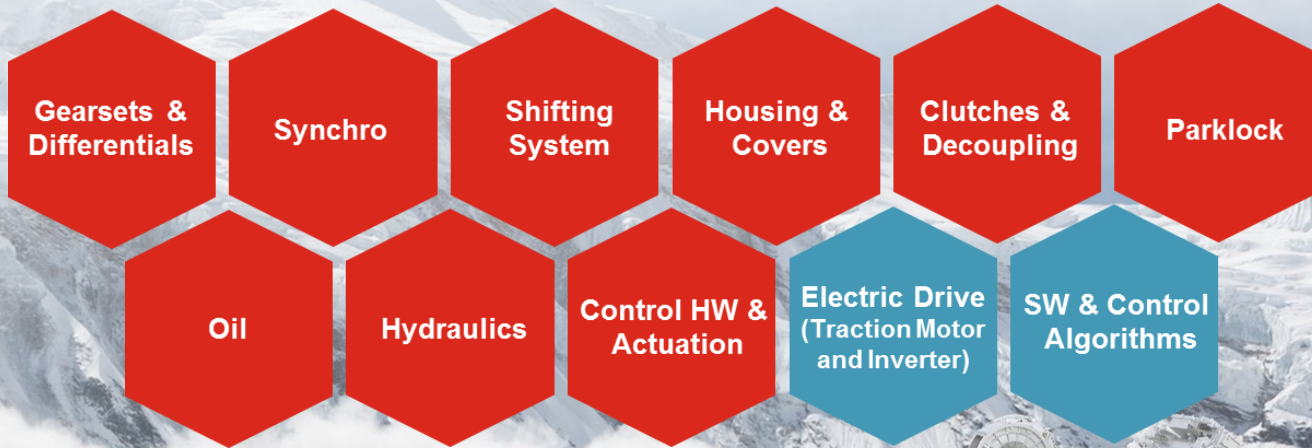 Gearsets &
Differentials
Synchro
Shifting
System
Housing &
Covers
Clutches &
Decoupling
Parklock
Oil
Hydraulics
Control HW &
Actuation
Electric Drive
(Traction Motor
and Inverter)
SW & Control
Algorithms